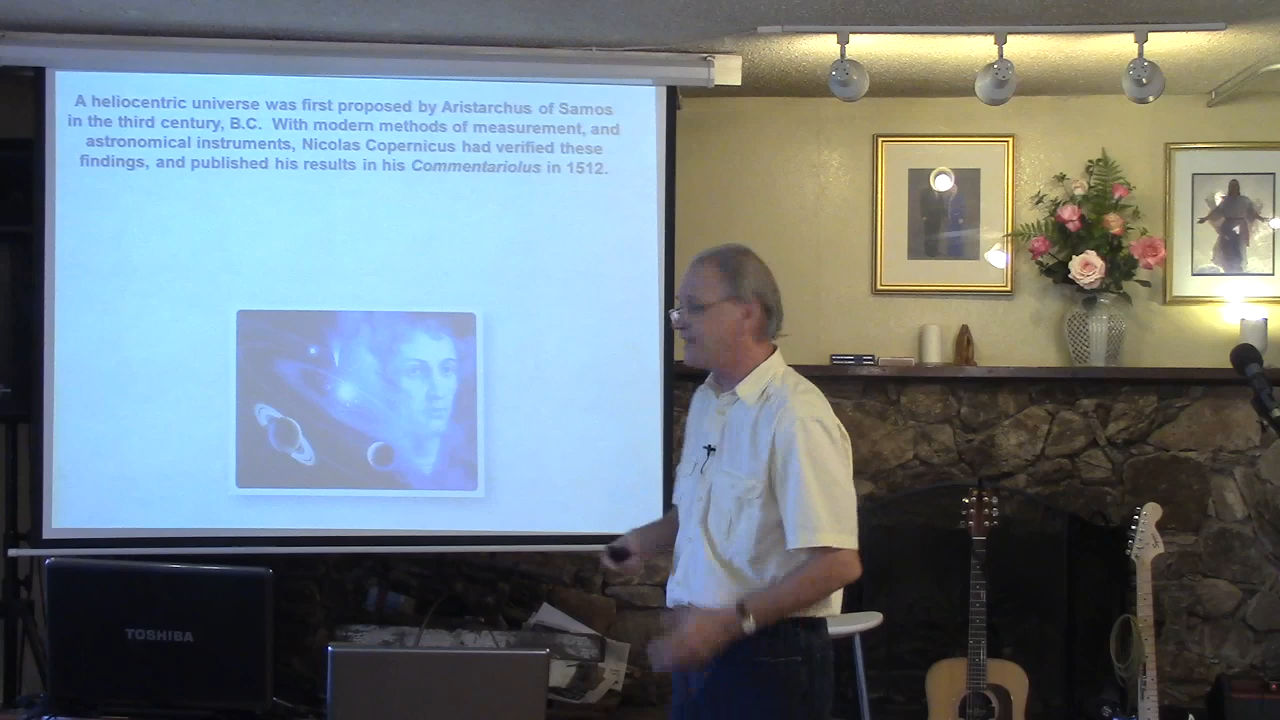 A heliocentric universe was first proposed by Aristarchus of Samos
in the third century, B.C.  With modern methods of measurement, and
astronomical instruments, Nicolas Copernicus had verified these
findings, and published his results in his Commentariolus in 1512.
TOSHIBA